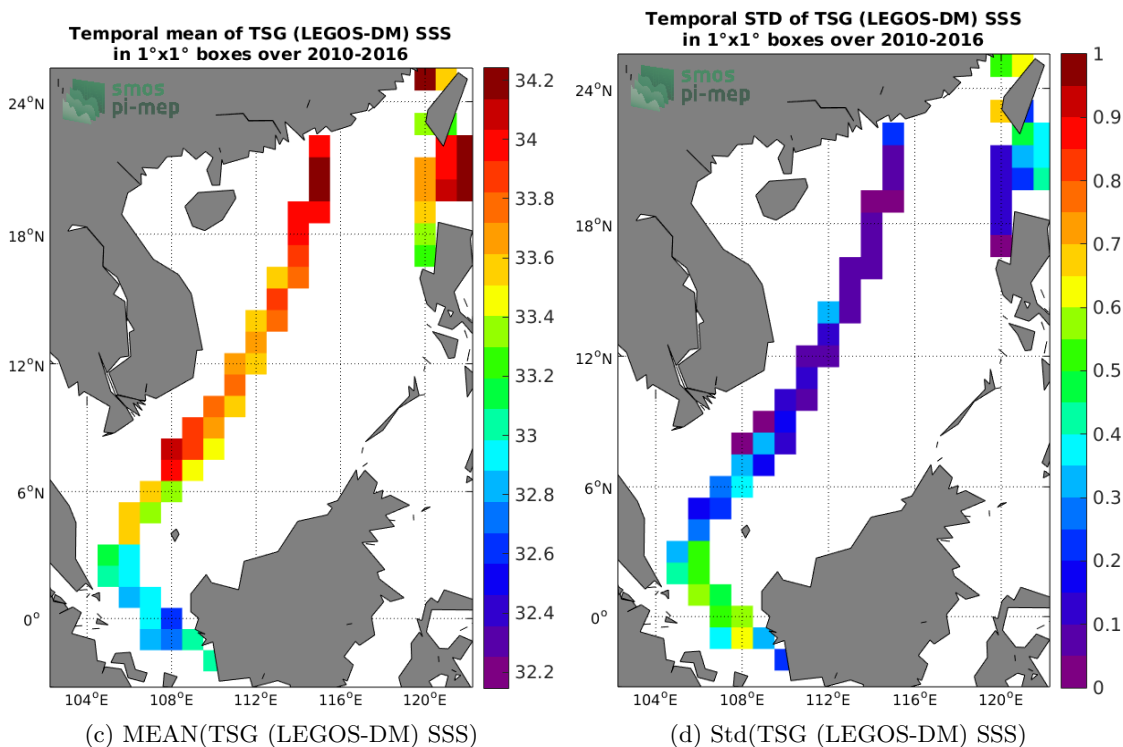 Temporal mean of TSG (LEGOS-DM) SSS
in 1°x1° boxes over 2010-2016
smos
pi-mep
24°N
18°N
12°N
6°N
0°
104°E
108°E
112°E
116°E
120°E
34.2
34
33.8
33.6
33.4
33.2
33
32.8
32.6
32.4
32.2
(c) MEAN(TSG (LEGOS-DM) SSS)
Temporal STD of TSG (LEGOS-DM) SSS
in 1°x1° boxes over 2010-2016
smos
pi-mep
24°N
18°N
12°N
6°N
0°
104°E
108°E
112°E
116°E
120°E
1
0.9
0.8
0.7
0.6
0.5
0.4
0.3
0.2
0.1
0
(d) Std(TSG (LEGOS-DM) SSS)